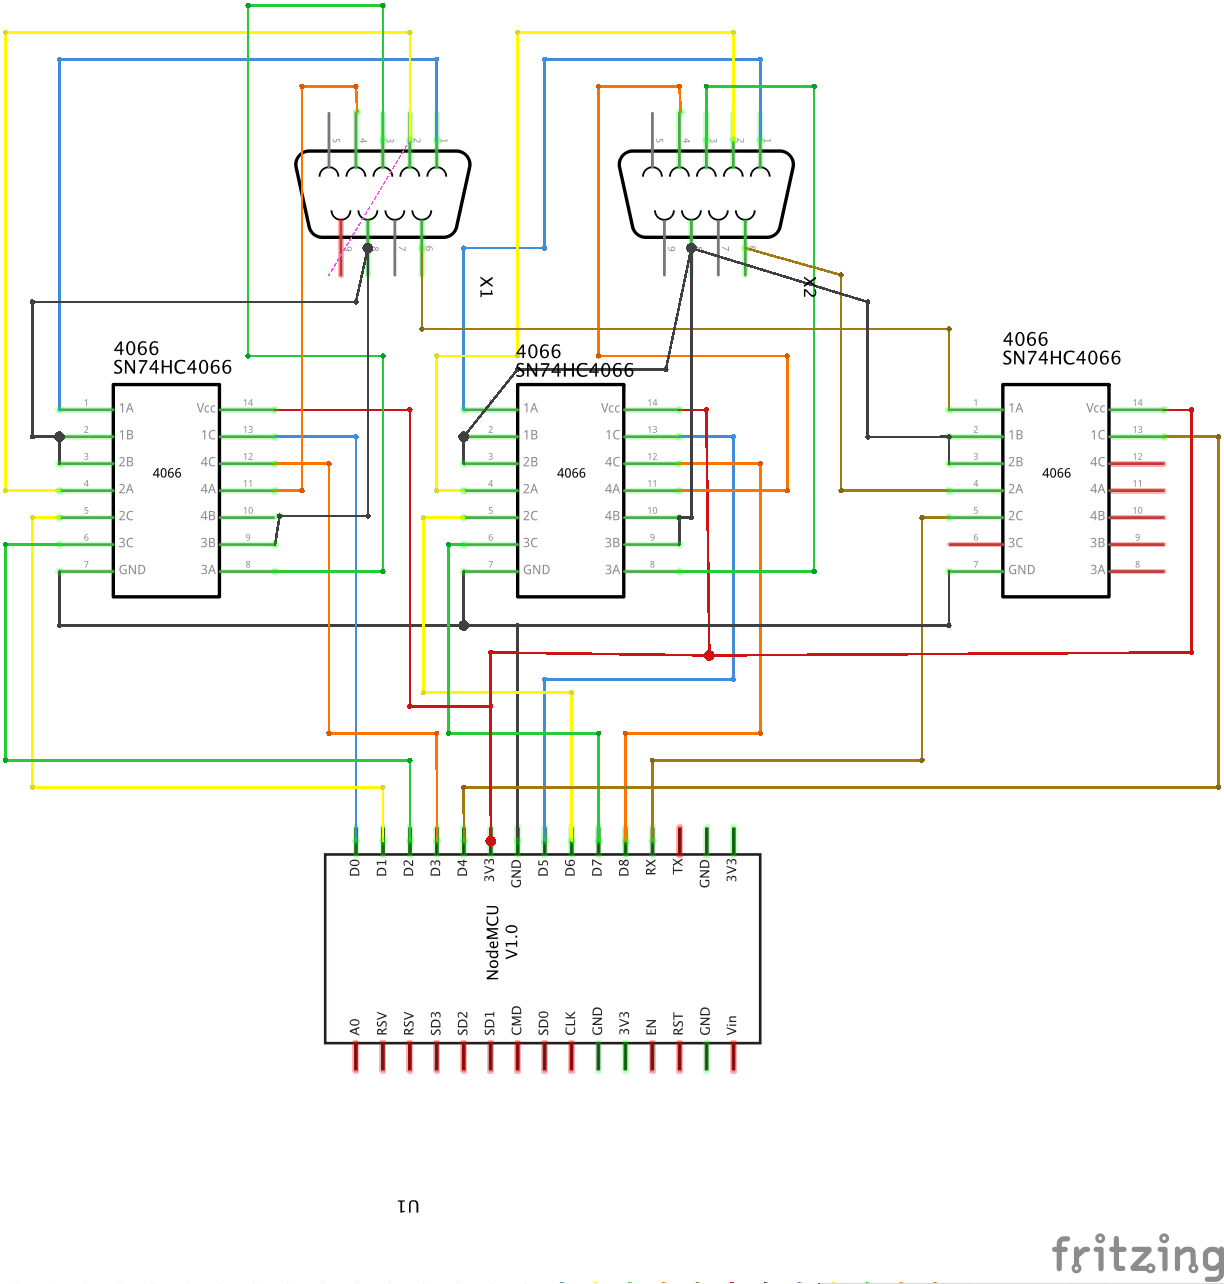 5 4 3 2 1
5 4 3 2 1
9 8 7 6
9 7
X1
X2
4066
SN74HC4066
4066
SN74HC4066
4066
SN74HC4066
1 1A Vcc 14
2 1B 1C 13
3 2B 4C 12
4 2A 4A 11
5 2C 4B 10
6 3C 3B 9
7 GND 3A 8
4066
1 1A Vcc 14
2 1B 1C 13
3 2B 4C 12
4 2A 4A 11
5 2C 4B 10
6 3C 3B 9
7 GND 3A 8
4066
1 1A Vcc 14
2 1B 1C 13
3 2B 4C 12
4 2A 4A 11
5 2C 4B 10
6 3C 3B 9
7 GND 3A 8
4066
D0 D1 D2 D3 D4 3V3 GND D5 D6 D7 D8 RX TX GND 3V3
NodeMCU
V1.0
A0 RSV RSV SD3 SD2 SD1 CMD SD0 CLK GND 3V3 EN RST GND Vin
U1
fritzing